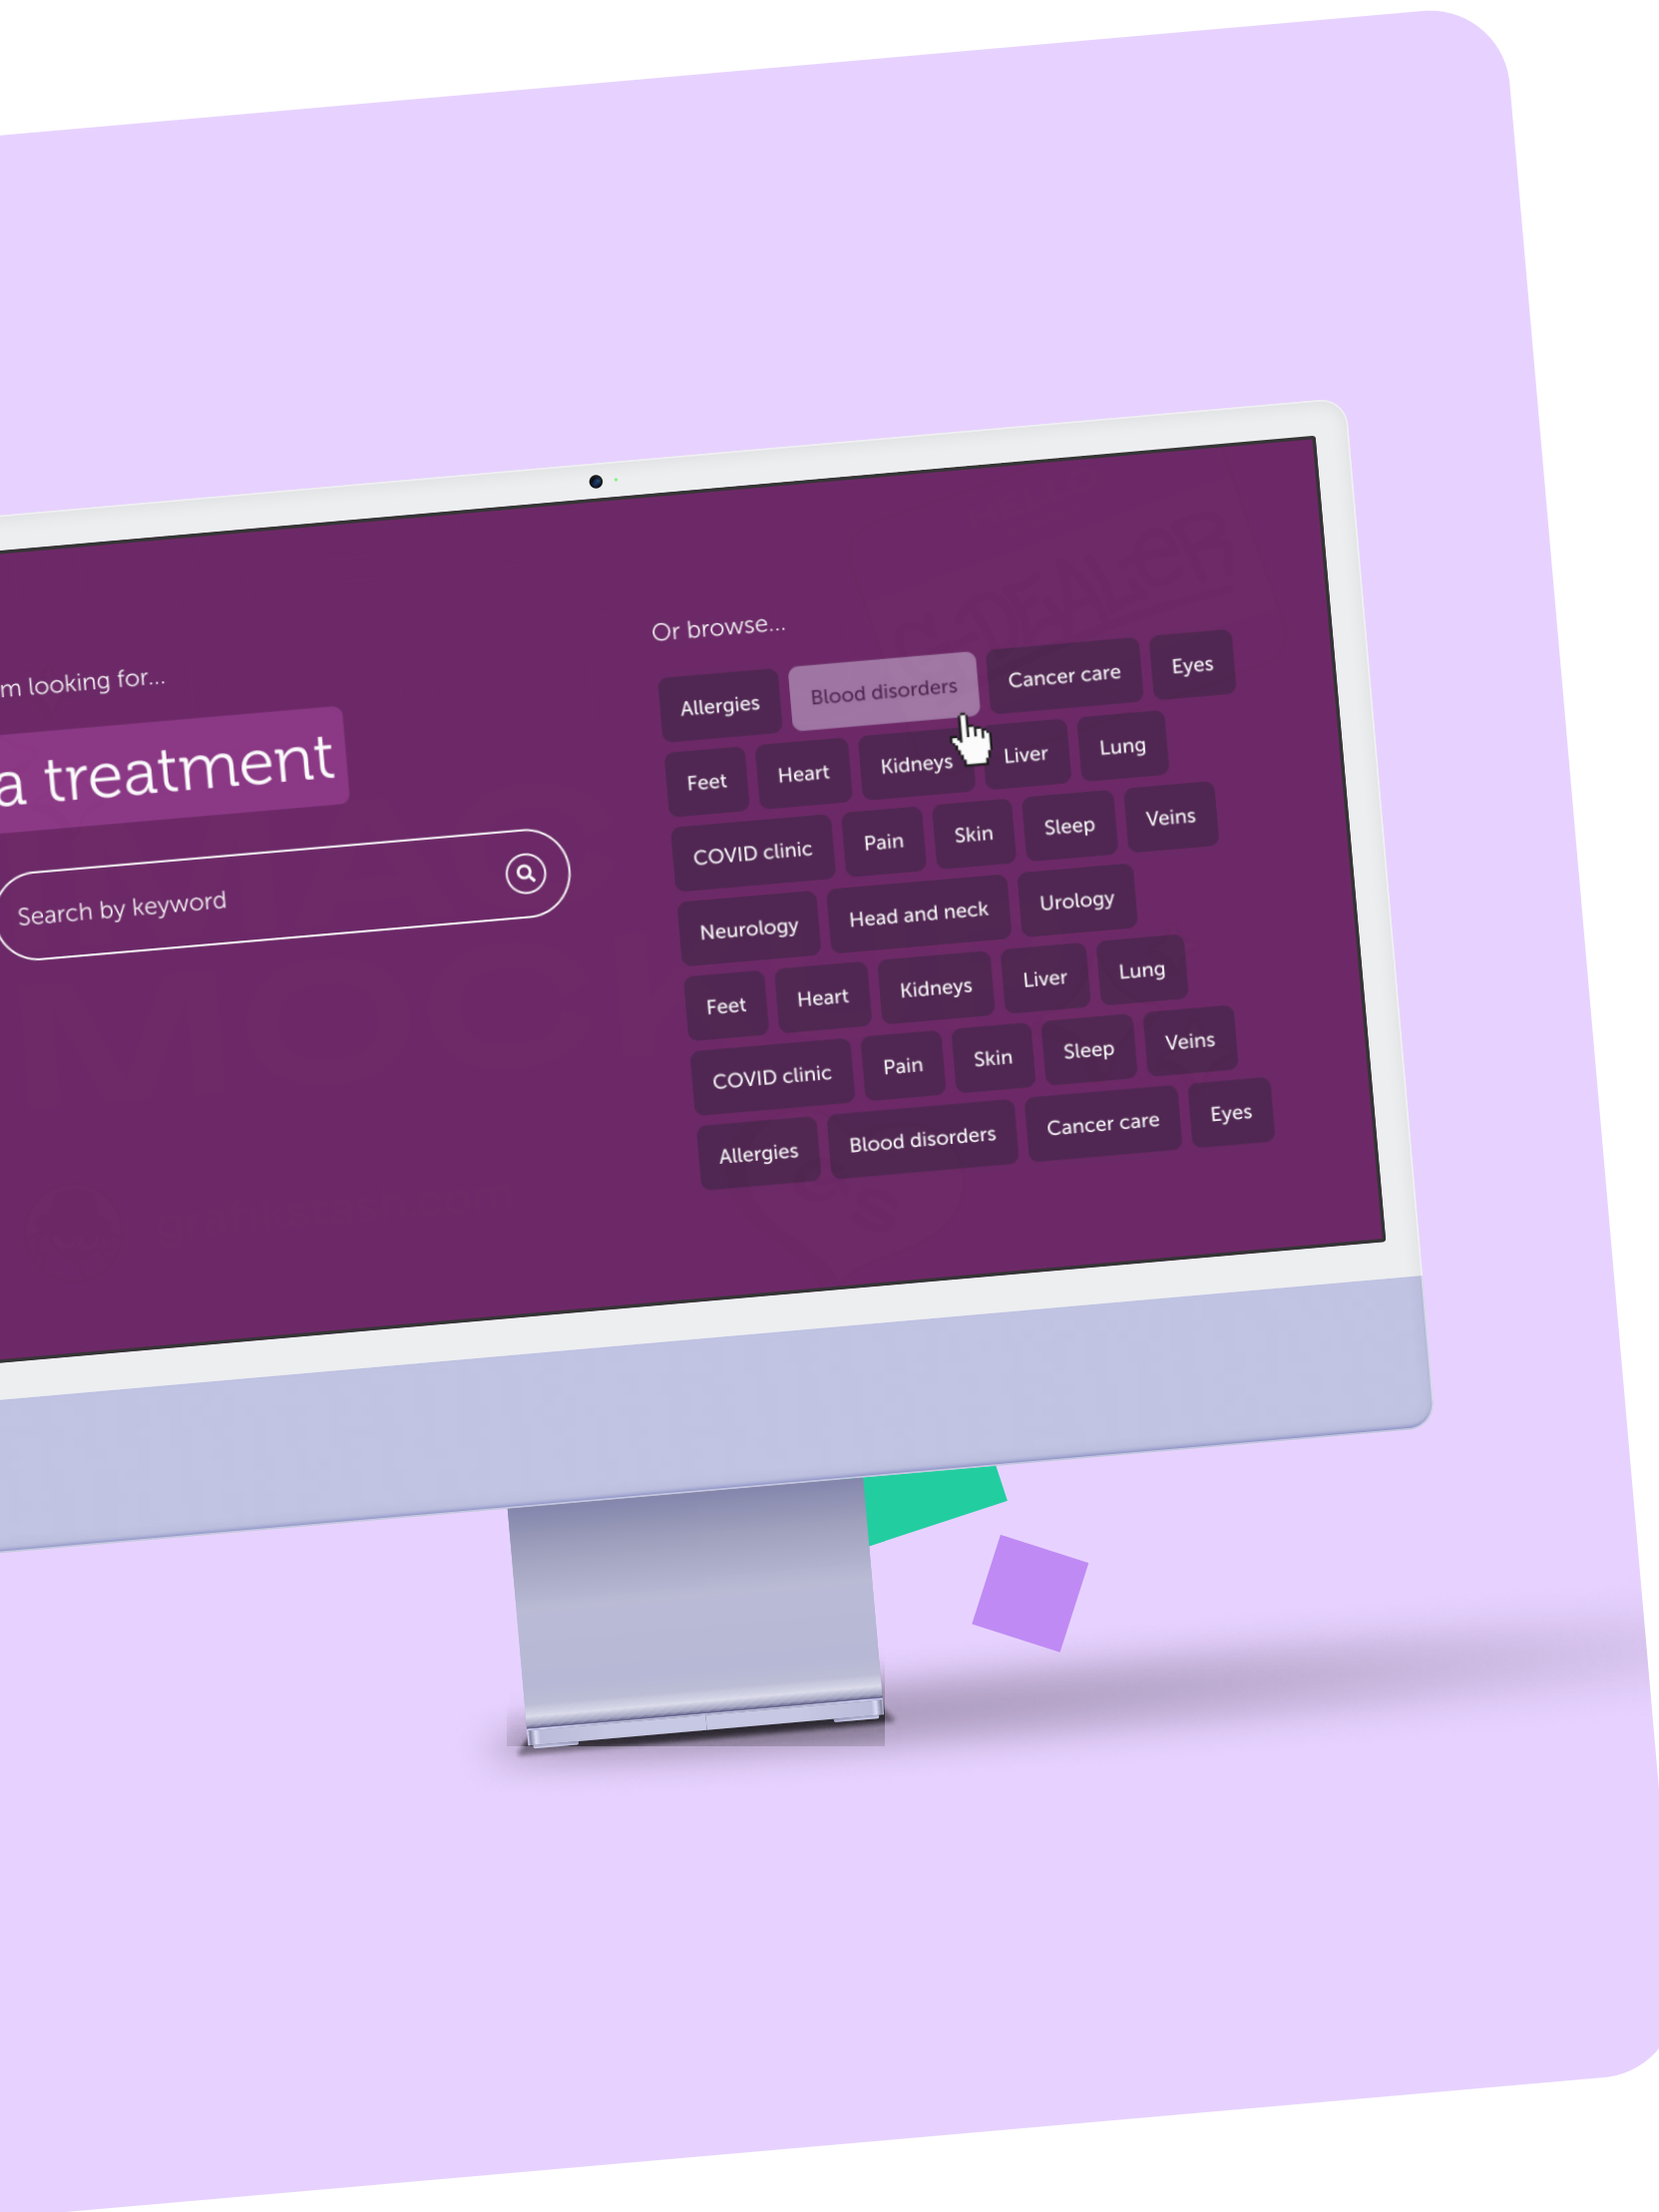 m looking for...
a treatment
Search by keyword
Or browse...
Allergies Blood disorders Cancer care Eyes
Feet Heart Kidneys Liver Lung
COVID clinic Pain Skin Sleep Veins
Neurology Head and neck Urology
Feet Heart Kidneys Liver Lung
COVID clinic Pain Skin Sleep Veins
Allergies Blood disorders Cancer care Eyes